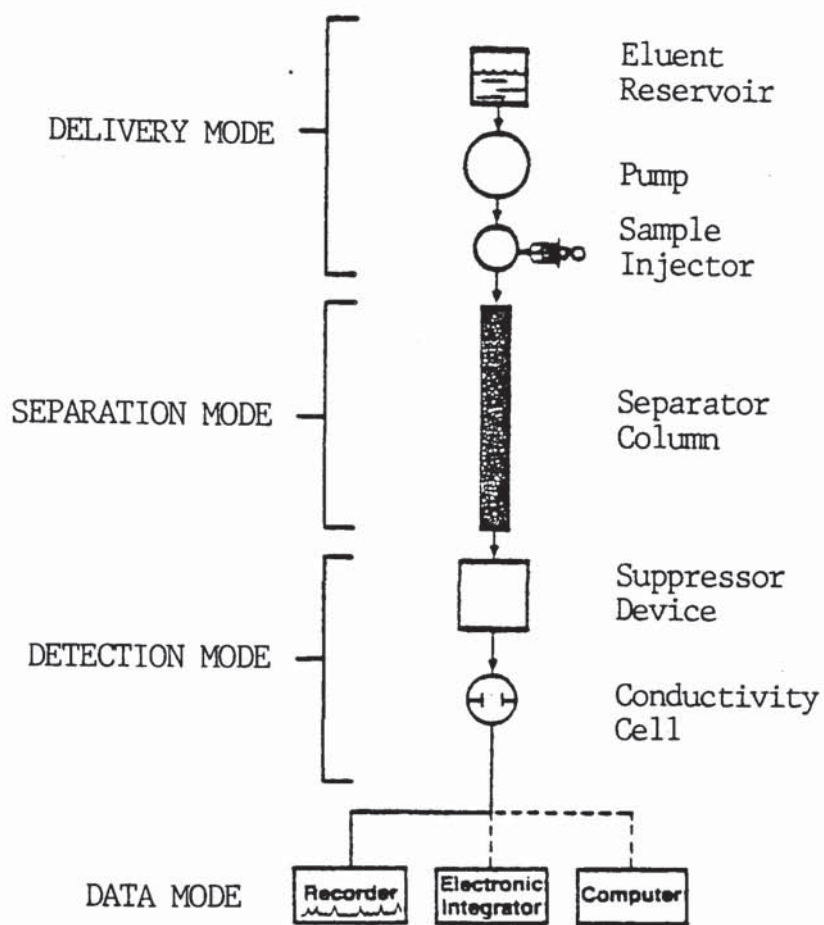 Eluent
Reservoir
DELIVERY MODE
Pump
Sample
Injector
SEPARATION MODE
Separator
Column
Suppressor
Device
DETECTION MODE
Conductivity
Cell
DATA MODE
Recorder
Electronic
Integrator
Computer